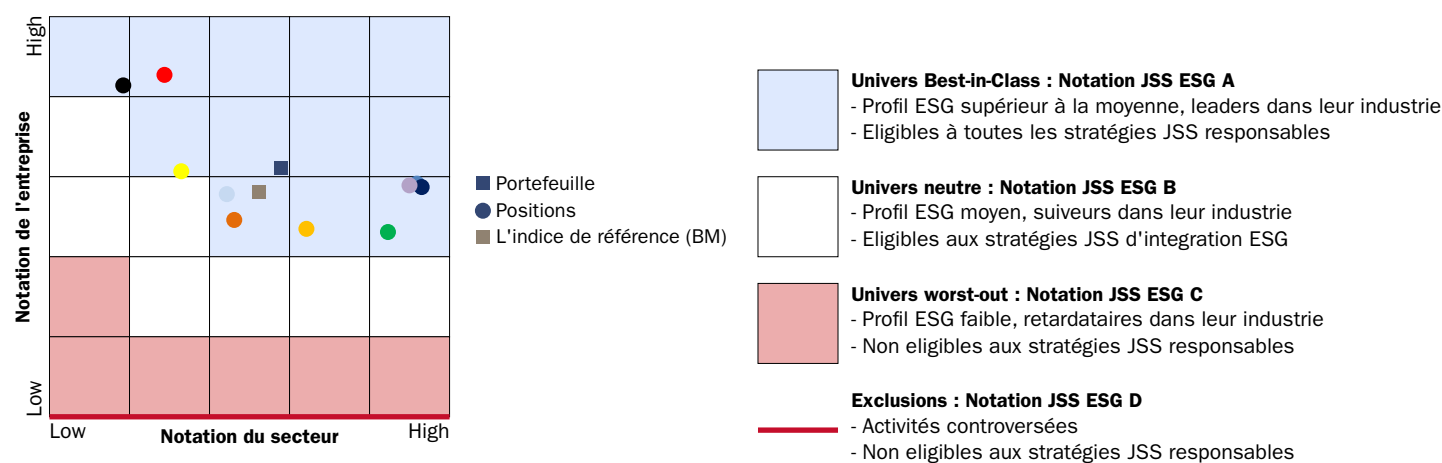 High
Notation de l'entreprise
Low
Low
Notation du secteur
High
Portefeuille
Positions
L'indice de référence (BM)
Univers Best-in-Class : Notation JSS ESG A
- Profil ESG supérieur à la moyenne, leaders dans leur industrie
- Eligibles à toutes les stratégies JSS responsables
Univers neutre : Notation JSS ESG B
- Profil ESG moyen, suiveurs dans leur industrie
- Eligibles aux stratégies JSS d'integration ESG
Univers worst-out : Notation JSS ESG C
- Profil ESG faible, retardataires dans leur industrie
- Non eligibles aux stratégies JSS responsables
Exclusions : Notation JSS ESG D
- Activités controversées
- Non eligibles aux stratégies JSS responsables